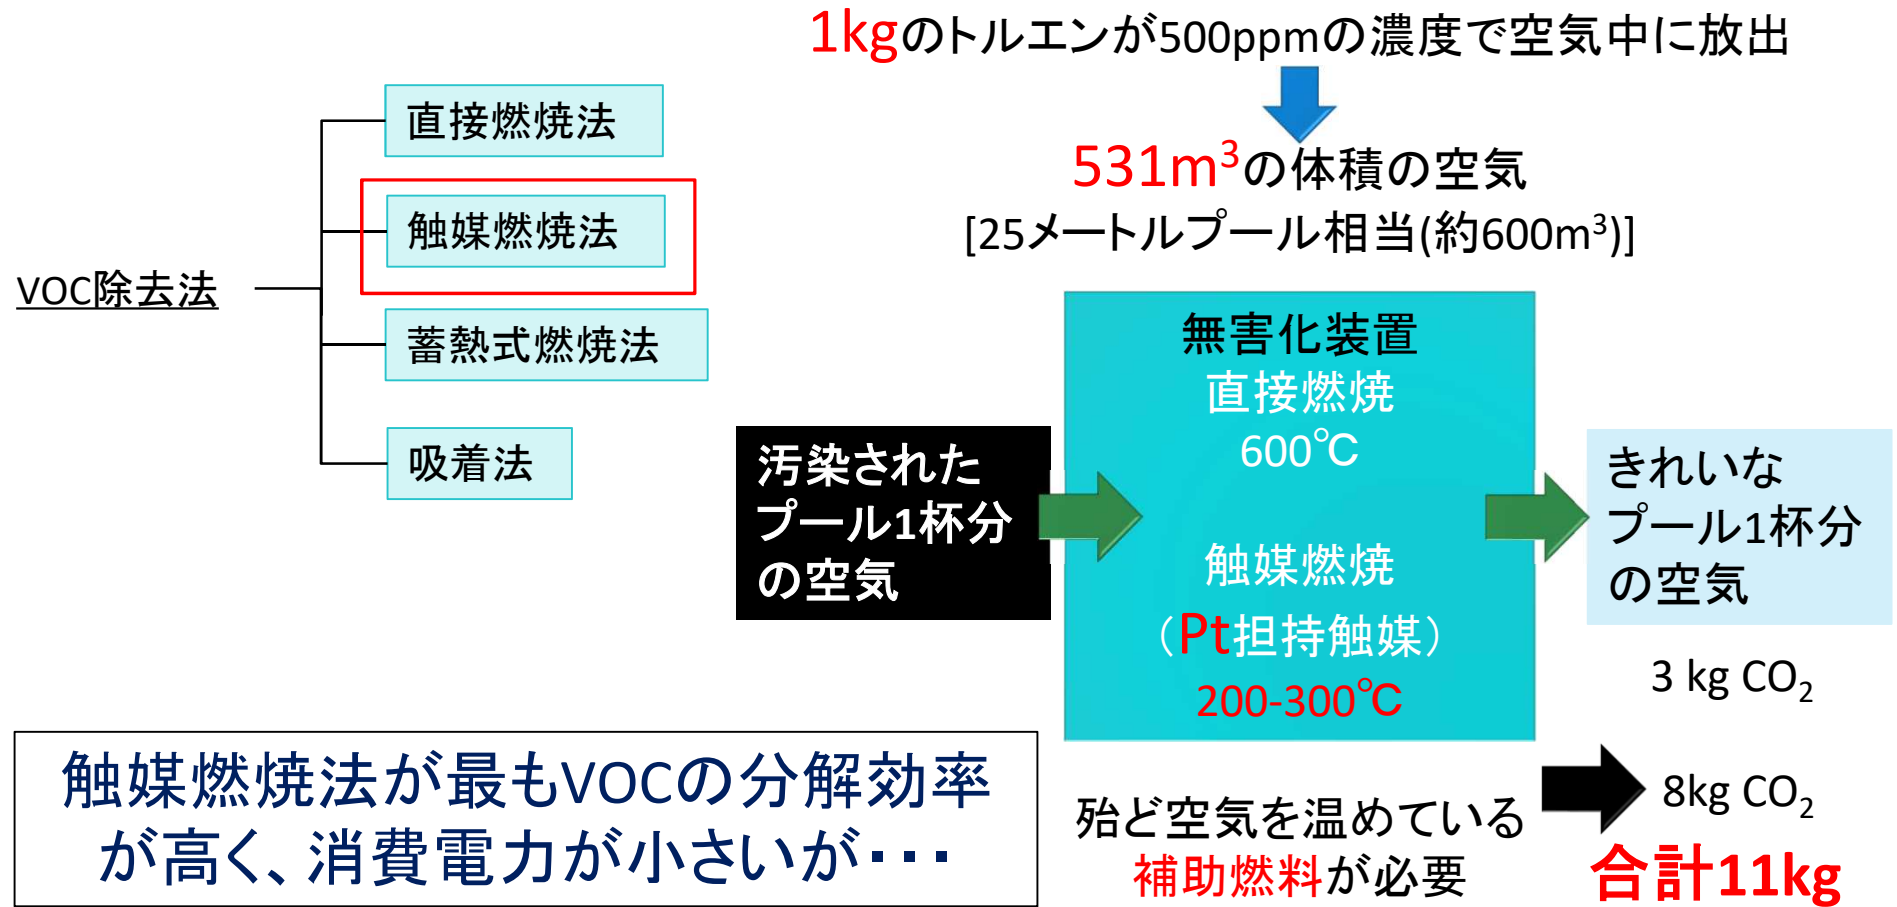 1kgのトルエンが500ppmの濃度で空気中に放出
531m³の体積の空気
[25メートルプール相当(約600m³)]
VOC除去法
直接燃焼法
触媒燃焼法
蓄熱式燃焼法
吸着法
汚染された
プール1杯分
の空気
無害化装置
直接燃焼
600℃
触媒燃焼
（Pt担持触媒）
200-300℃
きれいな
プール1杯分
の空気
3 kg CO₂
殆ど空気を温めている
補助燃料が必要
8kg CO₂
合計11kg
触媒燃焼法が最もVOCの分解効率
が高く、消費電力が小さいが・・・